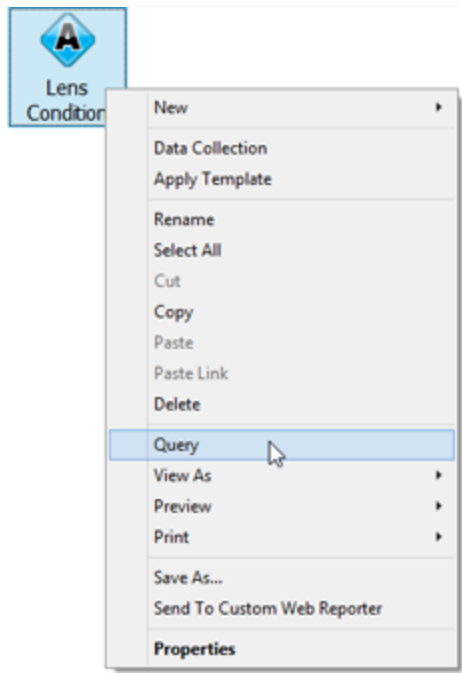 A
Lens
Condition
New
Data Collection
Apply Template
Rename
Select All
Cut
Copy
Paste
Paste Link
Delete
Query
View As
Preview
Print
Save As...
Send To Custom Web Reporter
Properties